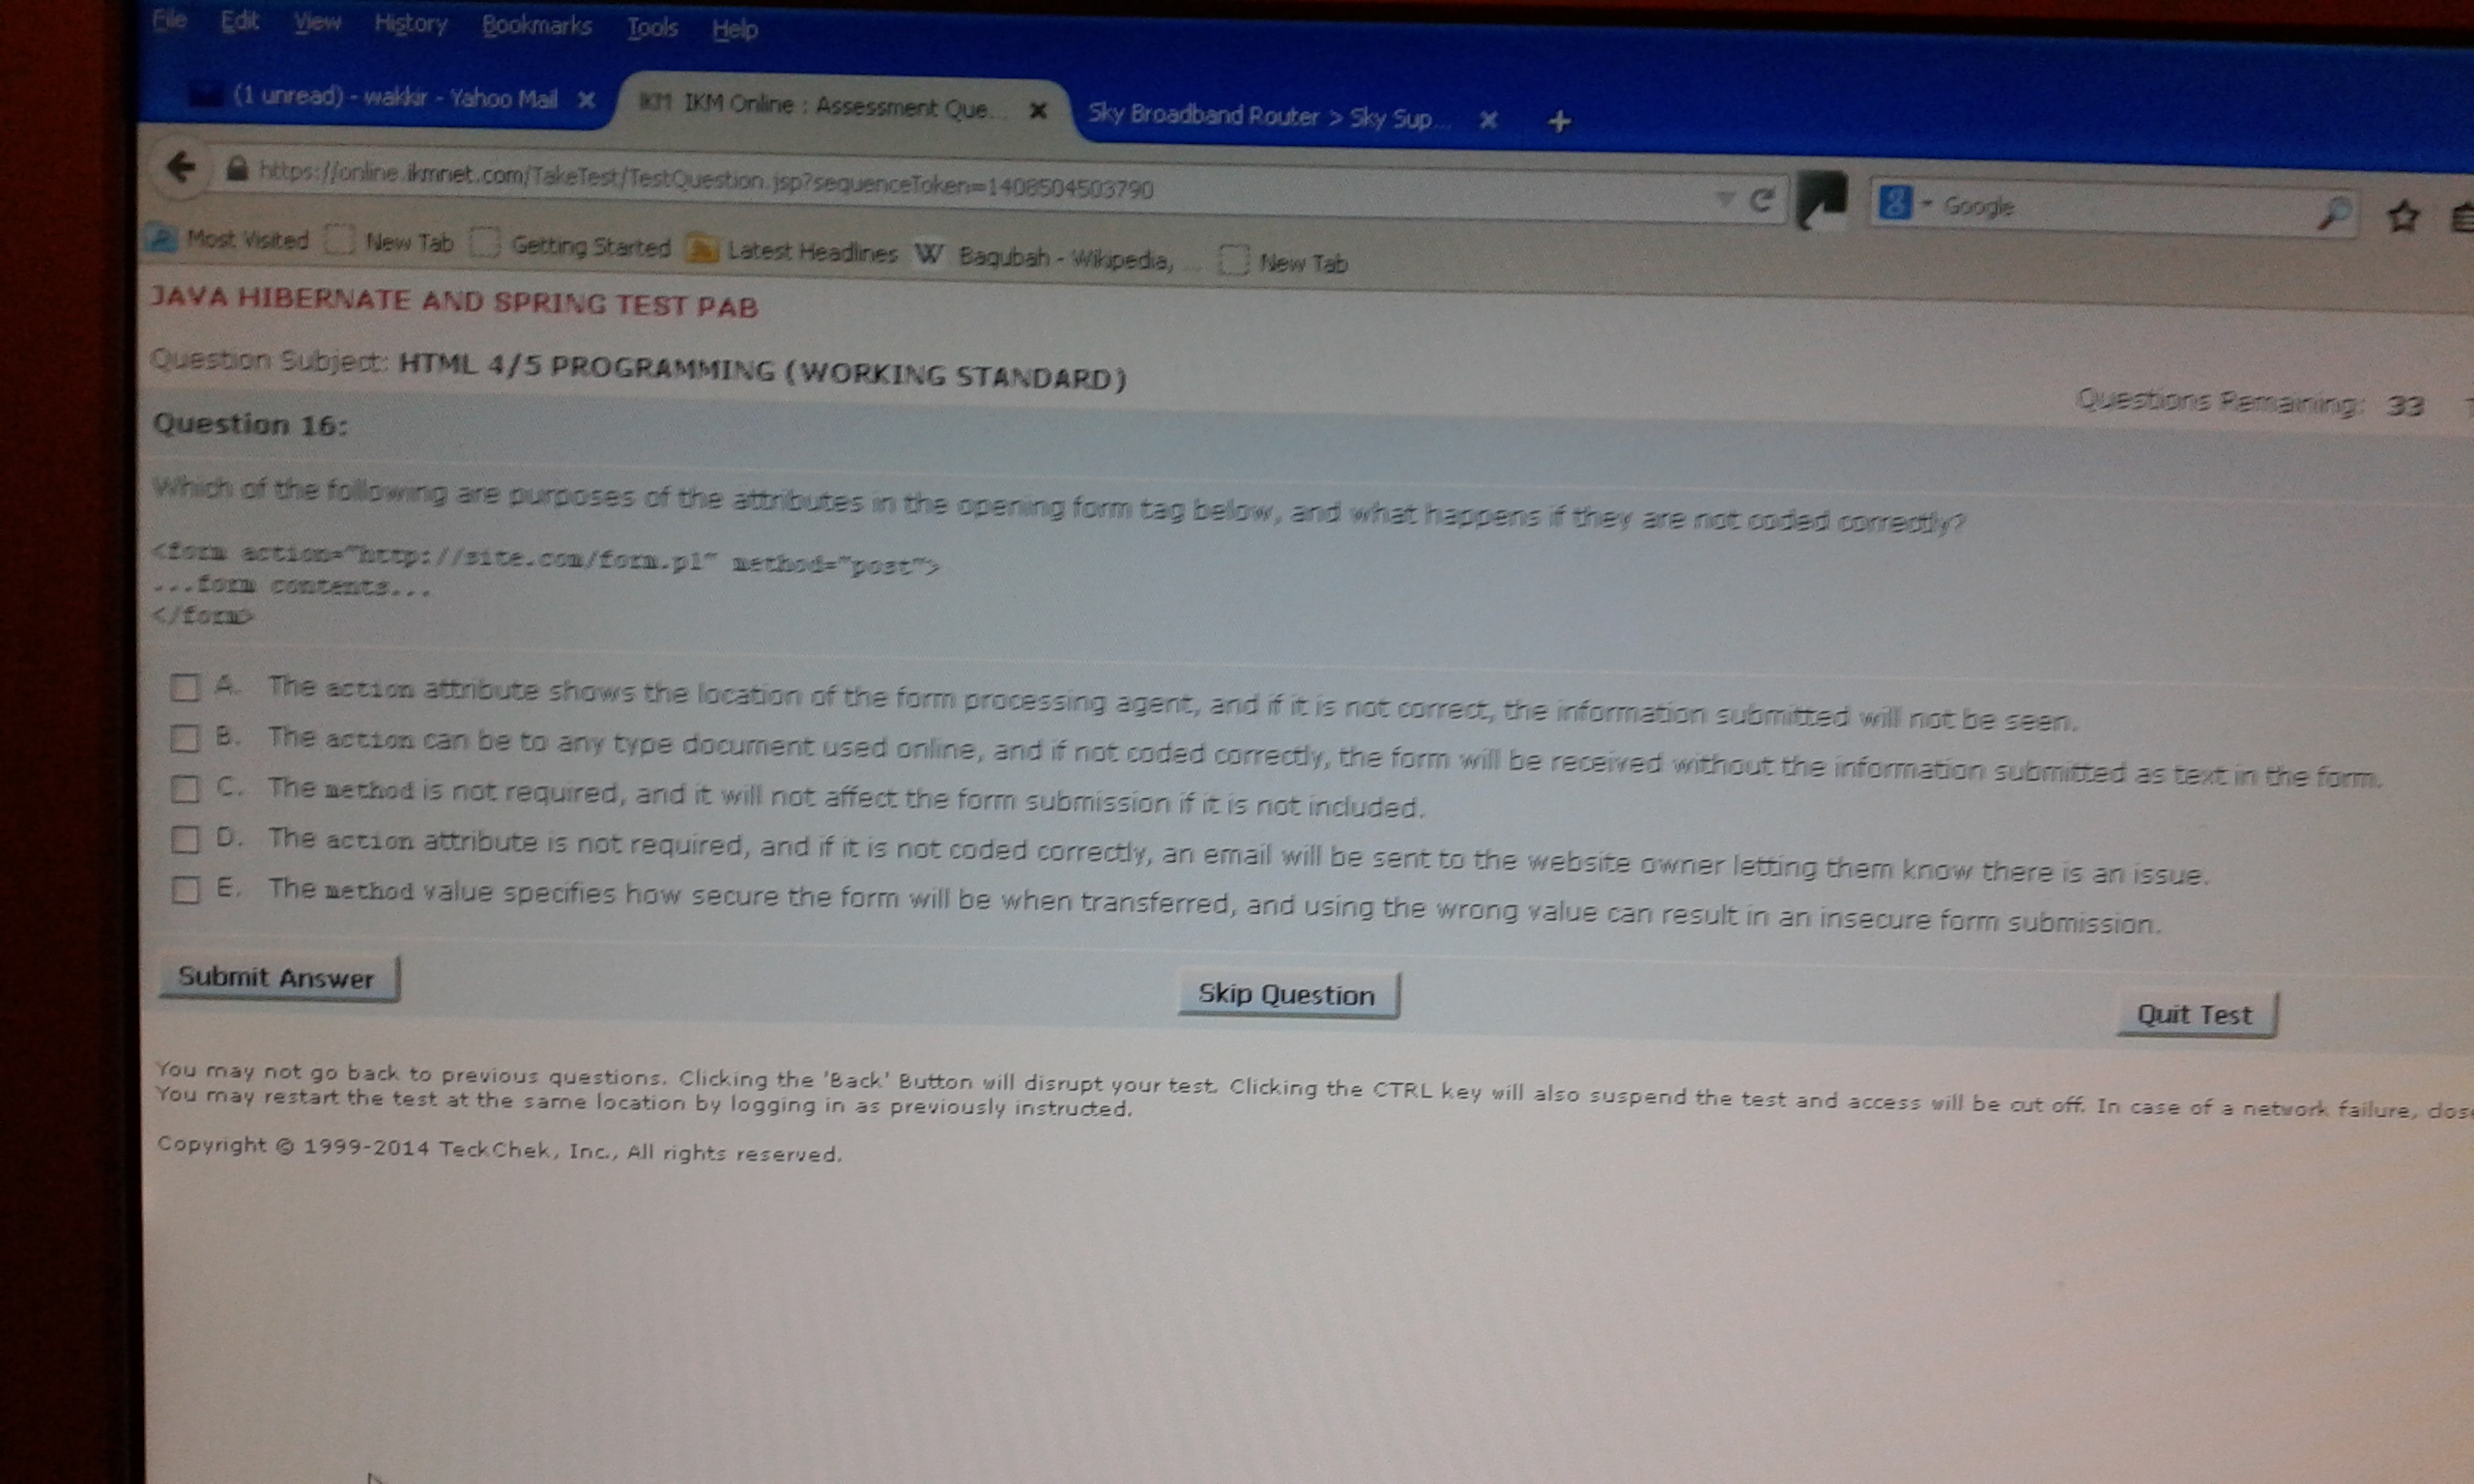 File Edit View History Bookmarks Tools Help
(1 unread) - wakkir - Yahoo Mail × IKM IKM Online : Assessment Que... × Sky Broadband Router > Sky Sup... × +
https://online.ikmnet.com/TakeTest/TestQuestion.jsp?sequenceToken=1408504503790 Google
Most Visited New Tab Getting Started Latest Headlines W Baqubah - Wikipedia, ... New Tab
JAVA HIBERNATE AND SPRING TEST PAB
Question Subject: HTML 4/5 PROGRAMMING (WORKING STANDARD)
Questions Remaining: 33
Question 16:
Which of the following are purposes of the attributes in the opening form tag below, and what happens if they are not coded correctly?
<form action="http://site.com/form.pl" method="post">
...form contents...
</form>
A. The action attribute shows the location of the form processing agent, and if it is not correct, the information submitted will not be seen.
B. The action can be to any type document used online, and if not coded correctly, the form will be received without the information submitted as text in the form.
C. The method is not required, and it will not affect the form submission if it is not included.
D. The action attribute is not required, and if it is not coded correctly, an email will be sent to the website owner letting them know there is an issue.
E. The method value specifies how secure the form will be when transferred, and using the wrong value can result in an insecure form submission.
Submit Answer Skip Question Quit Test
You may not go back to previous questions. Clicking the 'Back' Button will disrupt your test. Clicking the CTRL key will also suspend the test and access will be cut off. In case of a network failure, clos
You may restart the test at the same location by logging in as previously instructed.
Copyright © 1999-2014 TeckChek, Inc., All rights reserved.